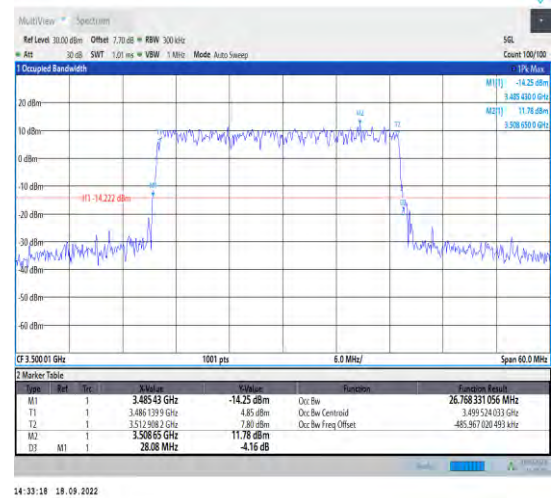 MultiView Spectrum
Ref Level 30.00 dBm Offset 7.70 dB RBW 300 kHz SGL
Att 30 dB SWT 1.01 ms VBW 1 MHz Mode Auto Sweep Count 100/100
1 Occupied Bandwidth 1Pk Max
M1[1] -14.25 dBm
3.485 430 0 GHz
M2[1] 11.78 dBm
3.508 650 0 GHz
20 dBm
M2
T2
10 dBm
0 dBm
-10 dBm
H1 -14.222 dBm
-20 dBm
-30 dBm
-40 dBm
-50 dBm
-60 dBm
CF 3.500 01 GHz 1001 pts 6.0 MHz/ Span 60.0 MHz
2 Marker Table
Type Ref Trc X-Value Y-Value Function Function Result
M1 1 3.485 43 GHz -14.25 dBm Occ Bw 26.768 331 056 MHz
T1 1 3.486 139 9 GHz 4.85 dBm Occ Bw Centroid 3.499 524 033 GHz
T2 1 3.512 908 2 GHz 7.80 dBm Occ Bw Freq Offset -485.967 020 493 kHz
M2 1 3.508 65 GHz 11.78 dBm
D3 M1 1 28.08 MHz -4.16 dB
14:33:18 18.09.2022